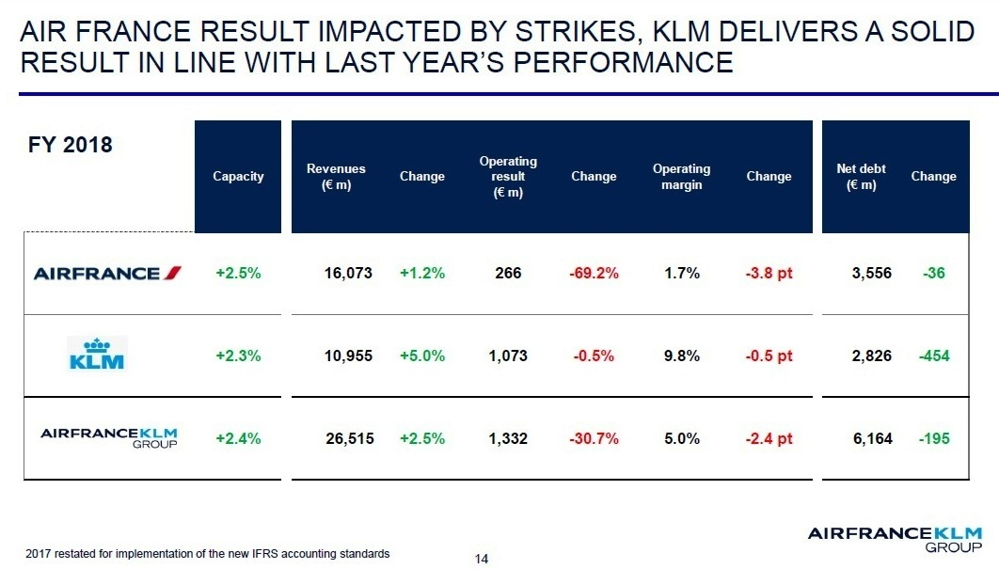 AIR FRANCE RESULT IMPACTED BY STRIKES, KLM DELIVERS A SOLID
RESULT IN LINE WITH LAST YEAR'S PERFORMANCE
FY 2018
Capacity Revenues (€ m) Change Operating result (€ m) Change Operating margin Change Net debt (€ m) Change
AIRFRANCE +2.5% 16,073 +1.2% 266 -69.2% 1.7% -3.8 pt 3,556 -36
KLM +2.3% 10,955 +5.0% 1,073 -0.5% 9.8% -0.5 pt 2,826 -454
AIRFRANCEKLM GROUP +2.4% 26,515 +2.5% 1,332 -30.7% 5.0% -2.4 pt 6,164 -195
2017 restated for implementation of the new IFRS accounting standards
14
AIRFRANCEKLM
GROUP